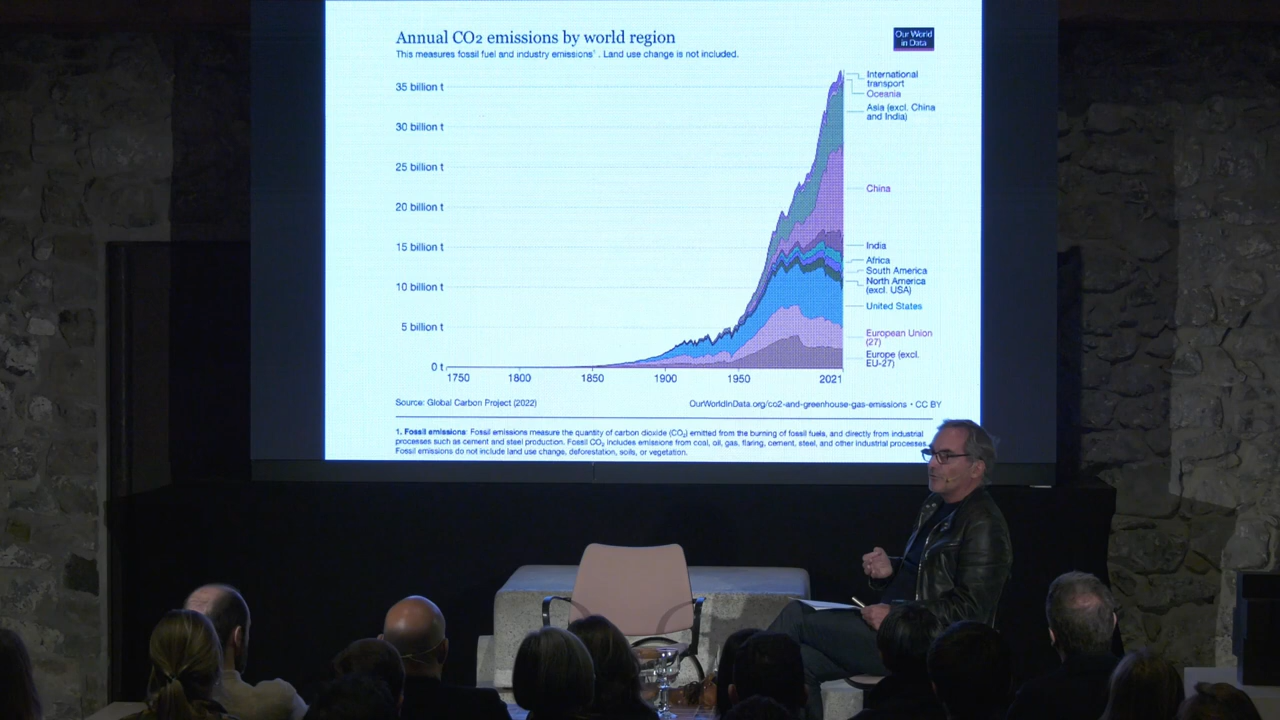 Annual CO₂ emissions by world region
This measures fossil fuel and industry emissions¹. Land use change is not included.
Our World
in Data
35 billion t
30 billion t
25 billion t
20 billion t
15 billion t
10 billion t
5 billion t
0 t
1750
1800
1850
1900
1950
2021
International
transport
Oceania
Asia (excl. China
and India)
China
India
Africa
South America
North America
(excl. USA)
United States
European Union
(27)
Europe (excl.
EU-27)
Source: Global Carbon Project (2022)
OurWorldInData.org/co2-and-greenhouse-gas-emissions • CC BY
1. Fossil emissions: Fossil emissions measure the quantity of carbon dioxide (CO₂) emitted from the burning of fossil fuels, and directly from industrial
processes such as cement and steel production. Fossil CO₂ includes emissions from coal, oil, gas, flaring, cement, steel, and other industrial processes.
Fossil emissions do not include land use change, deforestation, soils, or vegetation.